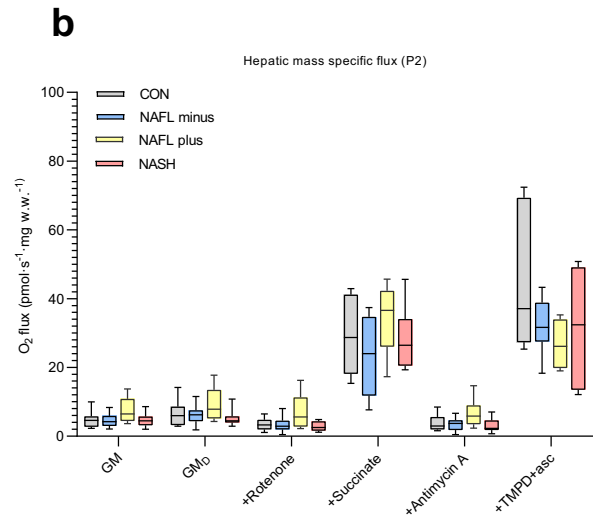 b
Hepatic mass specific flux (P2)
CON
NAFL minus
NAFL plus
NASH
O₂ flux (pmol·s⁻¹·mg w.w.⁻¹)
100
80
60
40
20
0
GM
GM_D
+Rotenone
+Succinate
+Antimycin A
+TMPD+asc